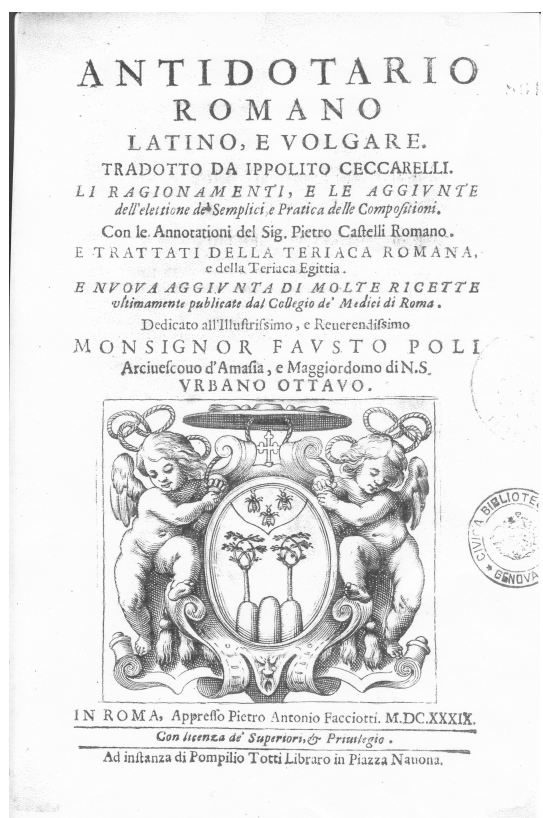 ANTIDOTARIO
ROMANO
LATINO, E VOLGARE.
TRADOTTO DA IPPOLITO CECCARELLI.
LI RAGIONAMENTI, E LE AGGIVNTE
dell'elettione de' Semplici, e Pratica delle Compoſitioni.
Con le Annotationi del Sig. Pietro Caſtelli Romano.
E TRATTATI DELLA TERIACA ROMANA,
e della Teriaca Egittia.
E NVOVA AGGIVNTA DI MOLTE RICETTE
vltimamente publicate dal Collegio de' Medici di Roma.
Dedicato all'Illuſtriſſimo, e Reuerendiſſimo
MONSIGNOR FAVSTO POLI
Arciueſcouo d'Amaſia, e Maggiordomo di N.S.
VRBANO OTTAVO.
CIVICA BIBLIOTE
GENOVA
IN ROMA, Appreſſo Pietro Antonio Facciotti. M.DC.XXXIX.
Con licenza de' Superiori, & Priuilegio.
Ad inſtanza di Pompilio Totti Libraro in Piazza Nauona.